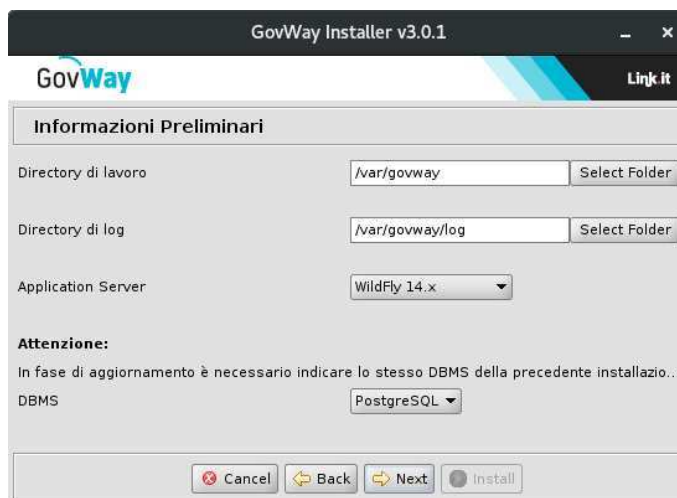 GovWay Installer v3.0.1
GovWay
Link.it
Informazioni Preliminari
Directory di lavoro /var/govway Select Folder
Directory di log /var/govway/log Select Folder
Application Server WildFly 14.x
Attenzione:
In fase di aggiornamento è necessario indicare lo stesso DBMS della precedente installazio..
DBMS PostgreSQL
Cancel Back Next Install